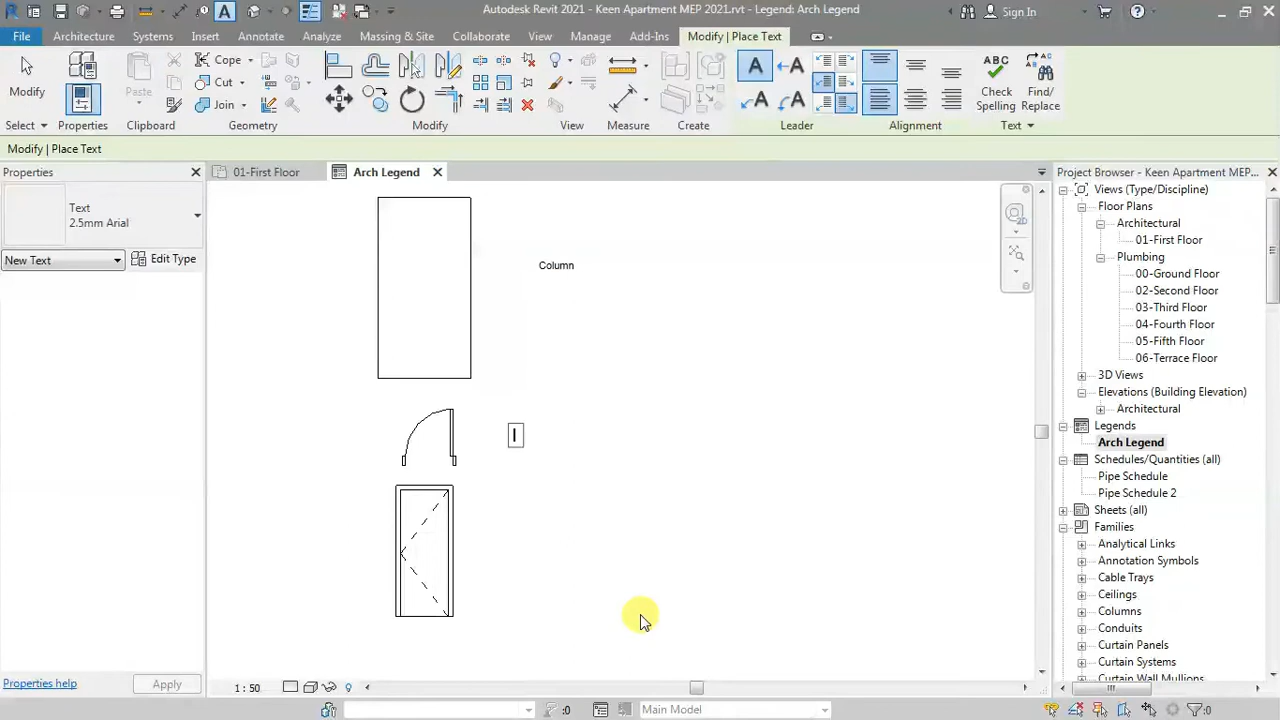 Autodesk Revit 2021 - Keen Apartment MEP 2021.rvt - Legend: Arch Legend
Sign In
File Architecture Systems Insert Annotate Analyze Massing & Site Collaborate View Manage Add-Ins Modify | Place Text
Modify Paste Cope Cut Join Check Spelling Find/Replace
Select Properties Clipboard Geometry Modify View Measure Create Leader Alignment Text
Modify | Place Text
Properties
01-First Floor
Arch Legend
Project Browser - Keen Apartment MEP...
Text
2.5mm Arial
New Text
Edit Type
Column
Views (Type/Discipline)
Floor Plans
Architectural
01-First Floor
Plumbing
00-Ground Floor
02-Second Floor
03-Third Floor
04-Fourth Floor
05-Fifth Floor
06-Terrace Floor
3D Views
Elevations (Building Elevation)
Architectural
Legends
Arch Legend
Schedules/Quantities (all)
Pipe Schedule
Pipe Schedule 2
Sheets (all)
Families
Analytical Links
Annotation Symbols
Cable Trays
Ceilings
Columns
Conduits
Curtain Panels
Curtain Systems
Curtain Wall Mullions
Properties help
Apply
1 : 50
:0
Main Model
:0